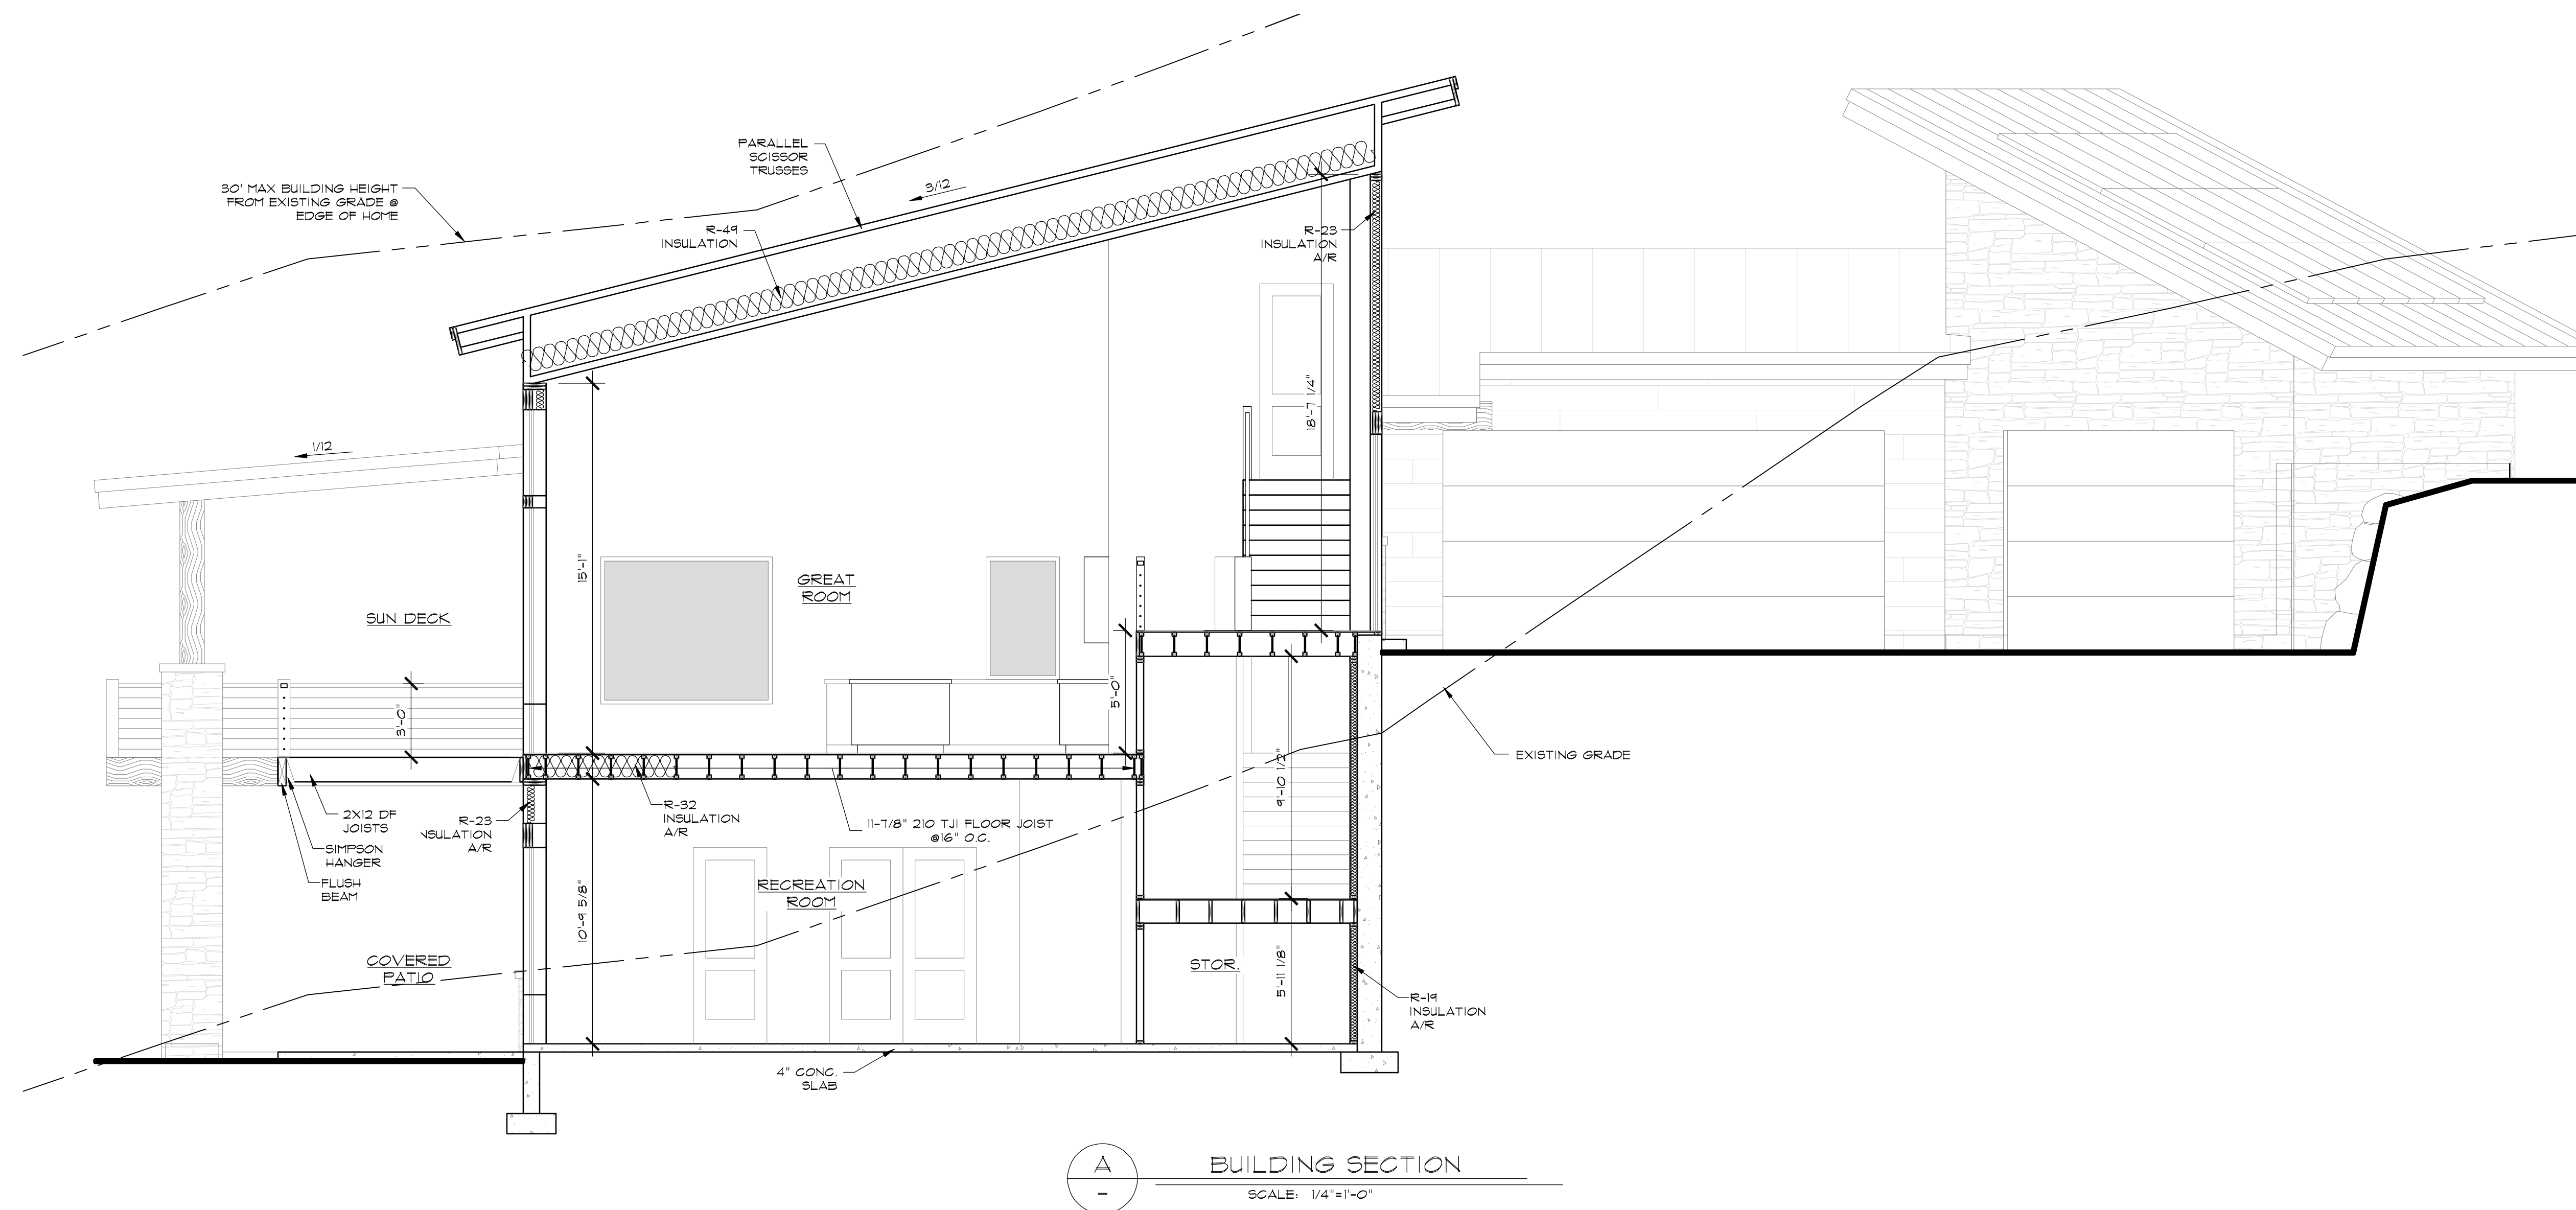 PARALLEL
SCISSOR
TRUSSES
30' MAX BUILDING HEIGHT
FROM EXISTING GRADE @
EDGE OF HOME
3/12
R-49
INSULATION
R-23
INSULATION
A/R
18'-7 1/4"
1/12
15'-1"
GREAT
ROOM
SUN DECK
3'-0"
5'-0"
9'-10 1/2"
EXISTING GRADE
2X12 DF
JOISTS
SIMPSON
HANGER
FLUSH
BEAM
R-23
NSULATION
A/R
R-32
INSULATION
A/R
11-7/8" 210 TJI FLOOR JOIST
@16" O.C.
10'-9 5/8"
RECREATION
ROOM
COVERED
PATIO
STOR.
5'-11 1/8"
R-19
INSULATION
A/R
4" CONC.
SLAB
A
-
BUILDING SECTION
SCALE: 1/4"=1'-0"